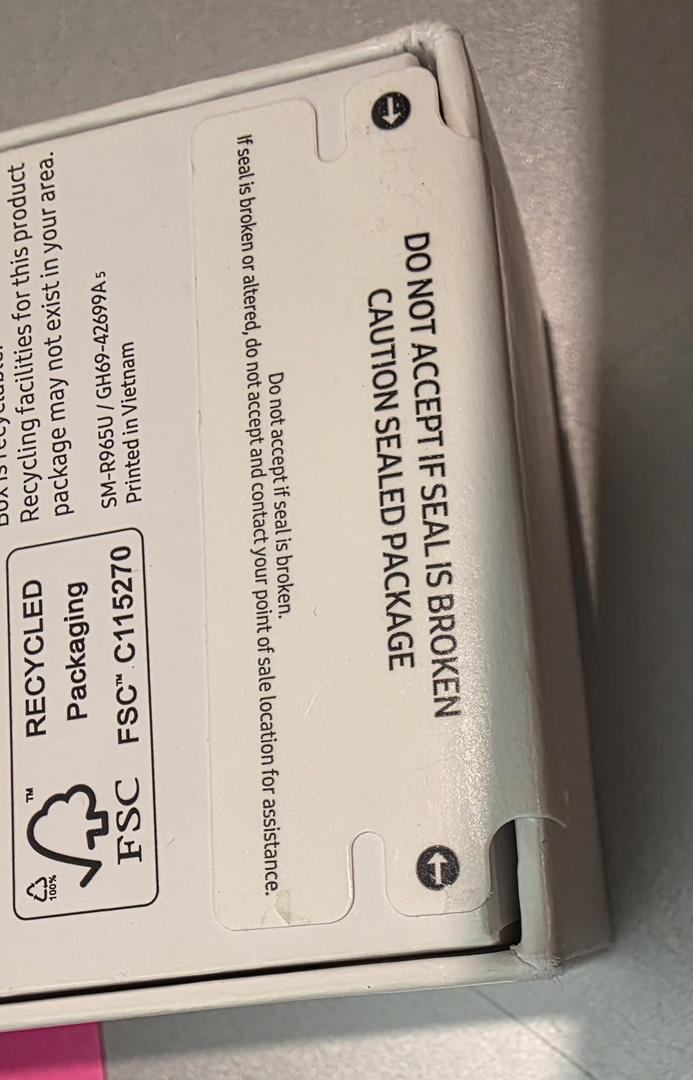 DO NOT ACCEPT IF SEAL IS BROKEN
CAUTION SEALED PACKAGE
Do not accept if seal is broken.
If seal is broken or altered, do not accept and contact your point of sale location for assistance.
Recycling facilities for this product
package may not exist in your area.
SM-R965U / GH69-42699A5
Printed in Vietnam
RECYCLED
Packaging
FSC™ C115270
FSC
™
100%